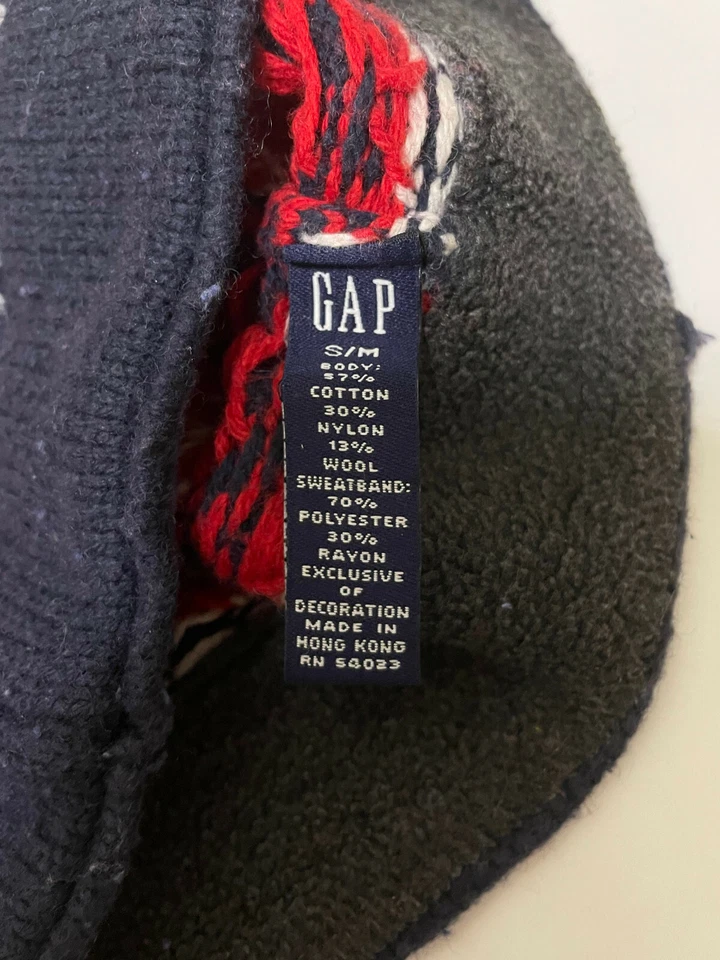 GAP
S/M
BODY:
57%
COTTON
30%
NYLON
13%
WOOL
SWEATBAND:
70%
POLYESTER
30%
RAYON
EXCLUSIVE
OF
DECORATION
MADE IN
HONG KONG
RN 54023